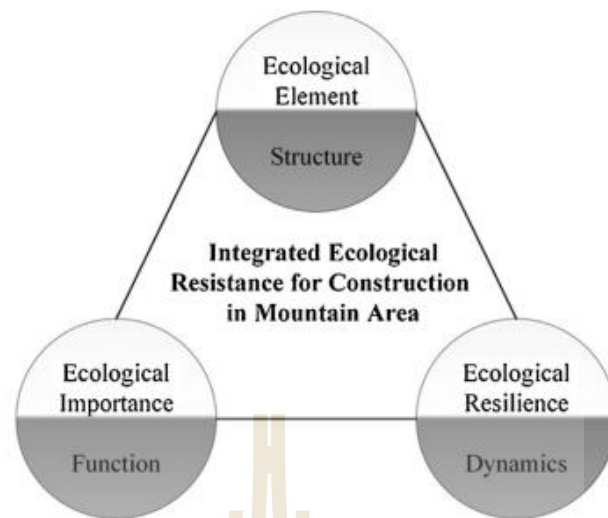 Ecological
Element
Structure
Integrated Ecological
Resistance for Construction
in Mountain Area
Ecological
Importance
Function
Ecological
Resilience
Dynamics